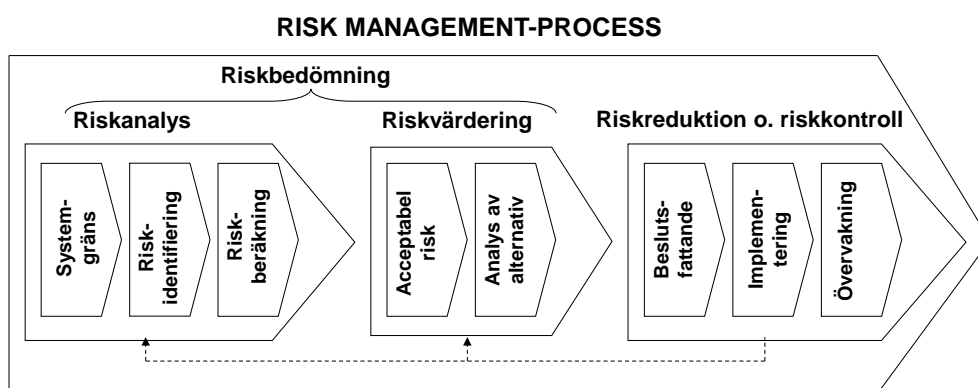 RISK MANAGEMENT-PROCESS
Riskbedömning
Riskanalys
Riskvärdering
Riskreduktion o. riskkontroll
System-
gräns
Risk-
identifiering
Risk-
beräkning
Acceptabel
risk
Analys av
alternativ
Besluts-
fattande
Implemen-
tering
Övervakning